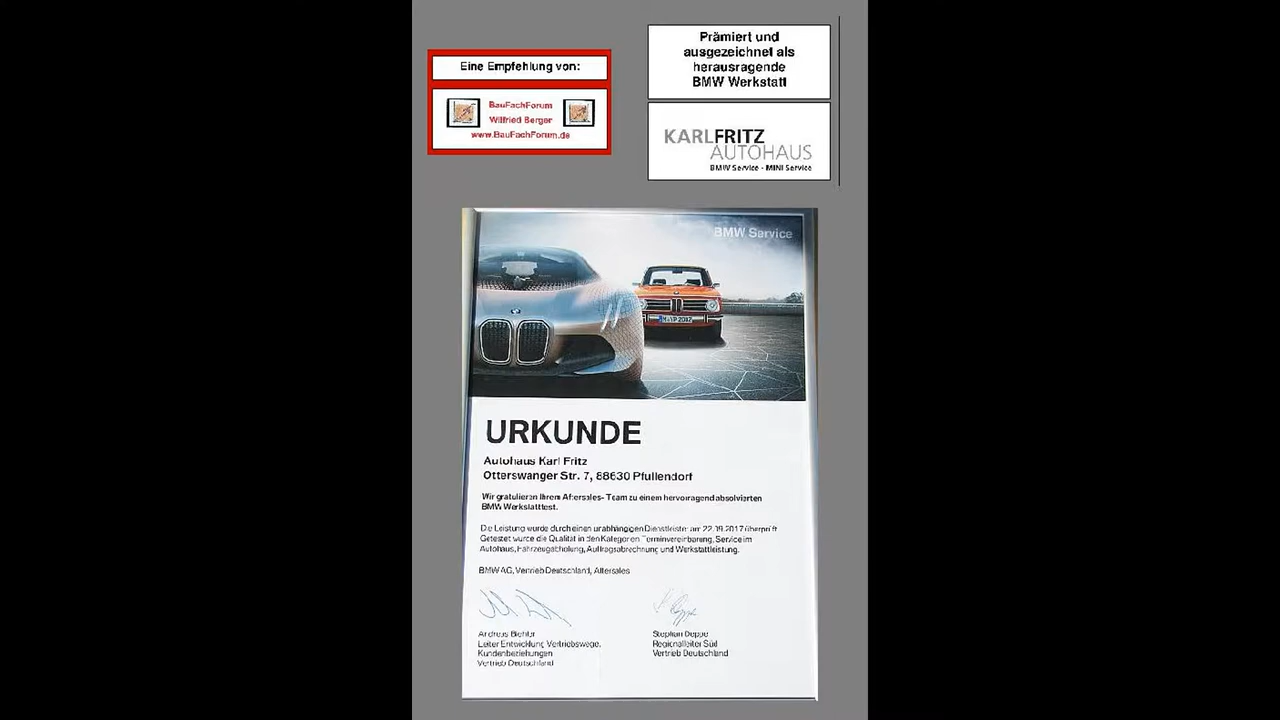 Eine Empfehlung von:
BauFachForum
Wilfried Berger
www.BauFachForum.de
Prämiert und
ausgezeichnet als
herausragende
BMW Werkstatt
KARLFRITZ
AUTOHAUS
BMW Service - MINI Service
BMW Service
URKUNDE
Autohaus Karl Fritz
Otterswanger Str. 7, 88630 Pfullendorf
Wir gratulieren Ihrem Aftersales-Team zu einem hervorragend absolvierten
BMW Werkstatttest.
Die Leistung wurde durch einen unabhängigen Dienstleister am 22.09.2017 überprüft.
Getestet wurde die Qualität in den Kategorien Terminvereinbarung, Service im
Autohaus, Fahrzeugabholung, Auftragsabrechnung und Werkstattleistung.
BMW AG, Vertrieb Deutschland, Aftersales
Andreas
Leiter Entwicklung Vertriebswege,
Kundenbeziehungen
Vertrieb Deutschland
Stephan Deppe
Regionalleiter Süd
Vertrieb Deutschland